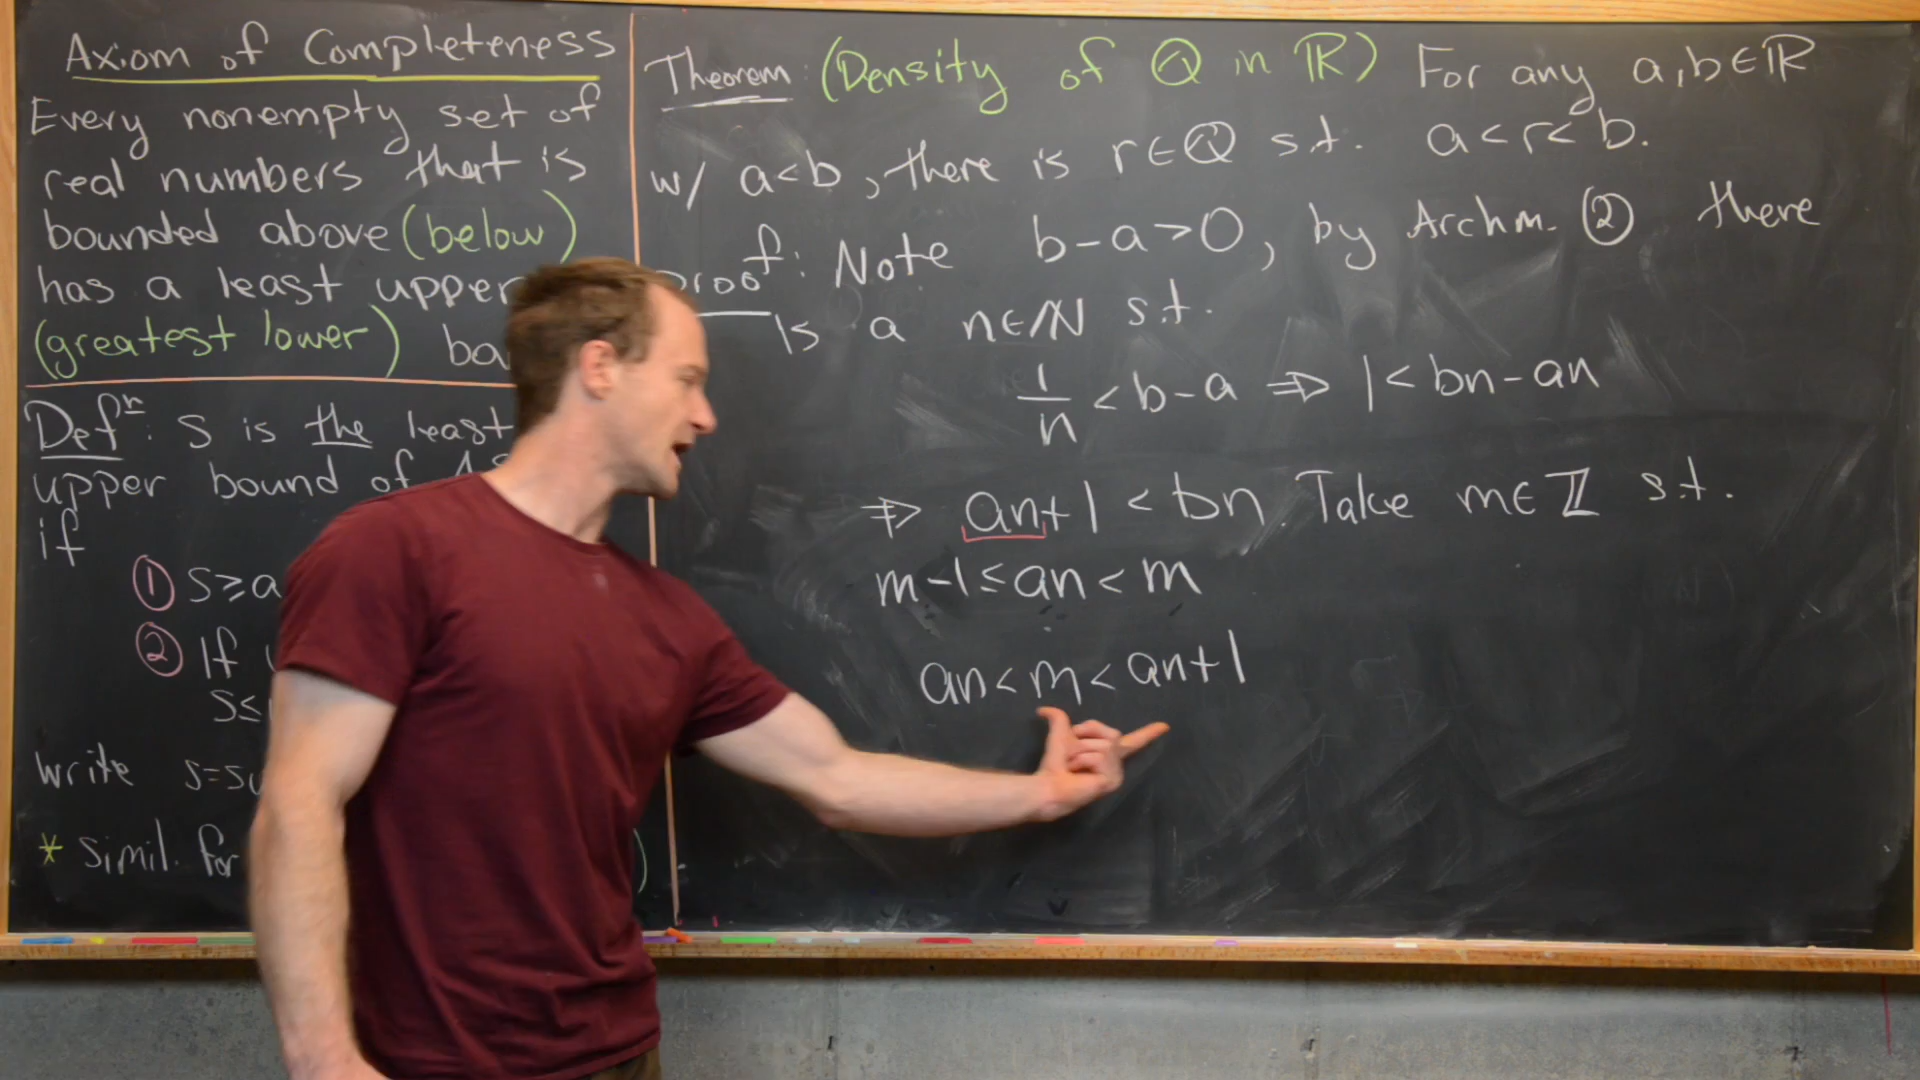 Axiom of Completeness
Every nonempty set of
real numbers that is
bounded above (below)
has a least upper
(greatest lower)
Defⁿ: S is the least
upper bound of
if
① S≥a
② If
S≤
write S=su
* Simil. for
Theorem: (Density of ℚ in ℝ) For any a,b∈ℝ
w/ a<b, there is r∈ℚ s.t. a<r<b.
Proof: Note b-a>0, by Archm. ② there
is a n∈ℕ s.t.
1/n < b-a ⇒ 1 < bn-an
⇒ an+1 < bn. Take m∈ℤ s.t.
m-1≤an<m
an<m<an+1